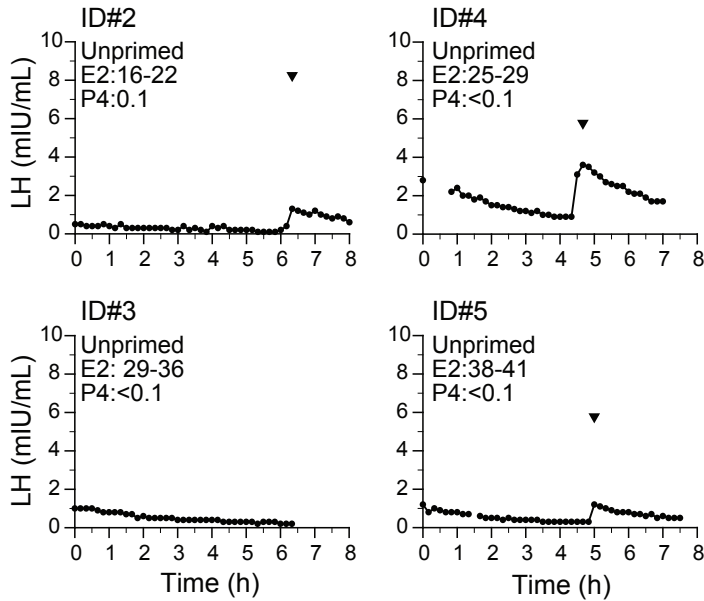 ID#2
Unprimed
E2:16-22
P4:0.1
LH (mIU/mL)
10
8
6
4
2
0
0 1 2 3 4 5 6 7 8
ID#4
Unprimed
E2:25-29
P4:<0.1
10
8
6
4
2
0
0 1 2 3 4 5 6 7 8
ID#3
Unprimed
E2: 29-36
P4:<0.1
LH (mIU/mL)
10
8
6
4
2
0
0 1 2 3 4 5 6 7 8
Time (h)
ID#5
Unprimed
E2:38-41
P4:<0.1
10
8
6
4
2
0
0 1 2 3 4 5 6 7 8
Time (h)